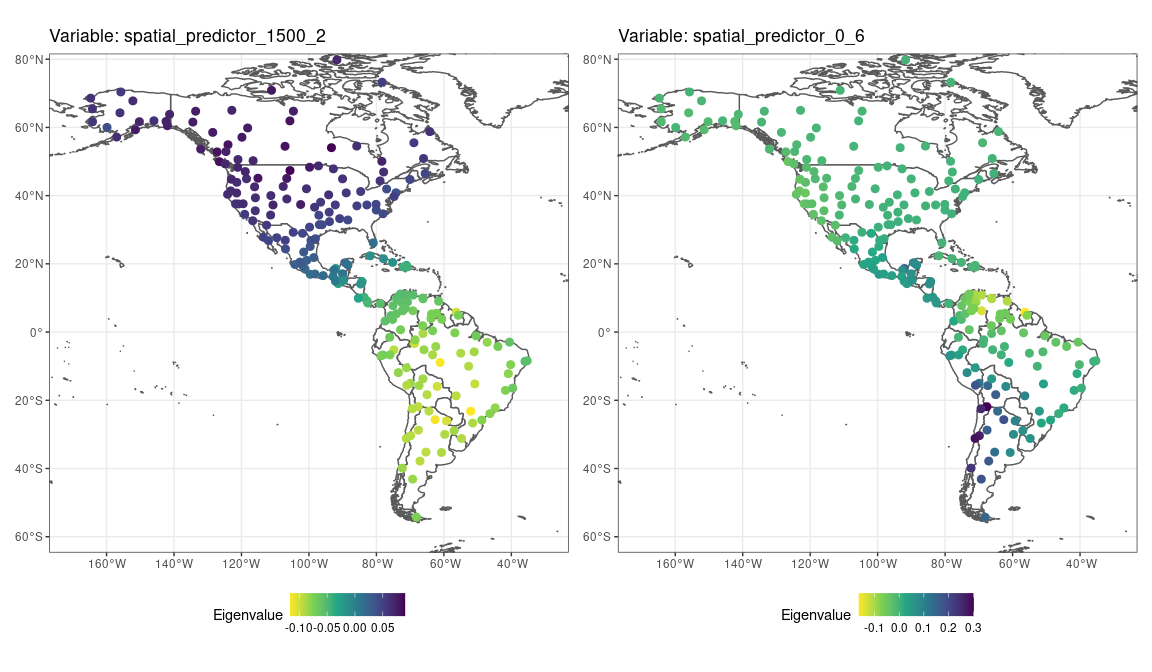 Variable: spatial_predictor_1500_2
80°N
60°N
40°N
20°N
0°
20°S
40°S
60°S
160°W 140°W 120°W 100°W 80°W 60°W 40°W
Eigenvalue
-0.10 -0.05 0.00 0.05
Variable: spatial_predictor_0_6
80°N
60°N
40°N
20°N
0°
20°S
40°S
60°S
160°W 140°W 120°W 100°W 80°W 60°W 40°W
Eigenvalue
-0.1 0.0 0.1 0.2 0.3